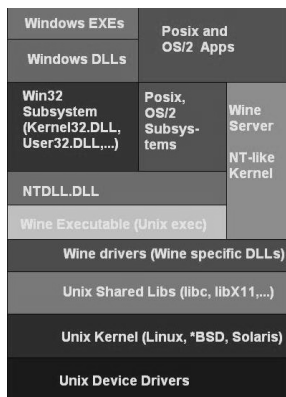 Windows EXEs
Windows DLLs
Posix and
OS/2 Apps
Win32
Subsystem
(Kernel32.DLL,
User32.DLL,...)
Posix,
OS/2
Subsys-
tems
Wine
Server
NT-like
Kernel
NTDLL.DLL
Wine Executable (Unix exec)
Wine drivers (Wine specific DLLs)
Unix Shared Libs (libc, libX11,...)
Unix Kernel (Linux, *BSD, Solaris)
Unix Device Drivers